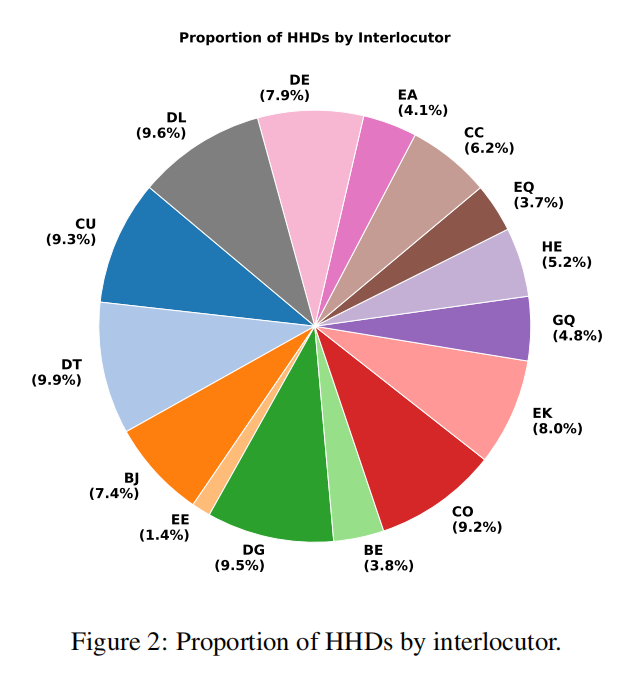 Proportion of HHDs by Interlocutor
DE
(7.9%)
EA
(4.1%)
CC
(6.2%)
EQ
(3.7%)
HE
(5.2%)
GQ
(4.8%)
EK
(8.0%)
CO
(9.2%)
BE
(3.8%)
DG
(9.5%)
EE
(1.4%)
BJ
(7.4%)
DT
(9.9%)
CU
(9.3%)
DL
(9.6%)
Figure 2: Proportion of HHDs by interlocutor.